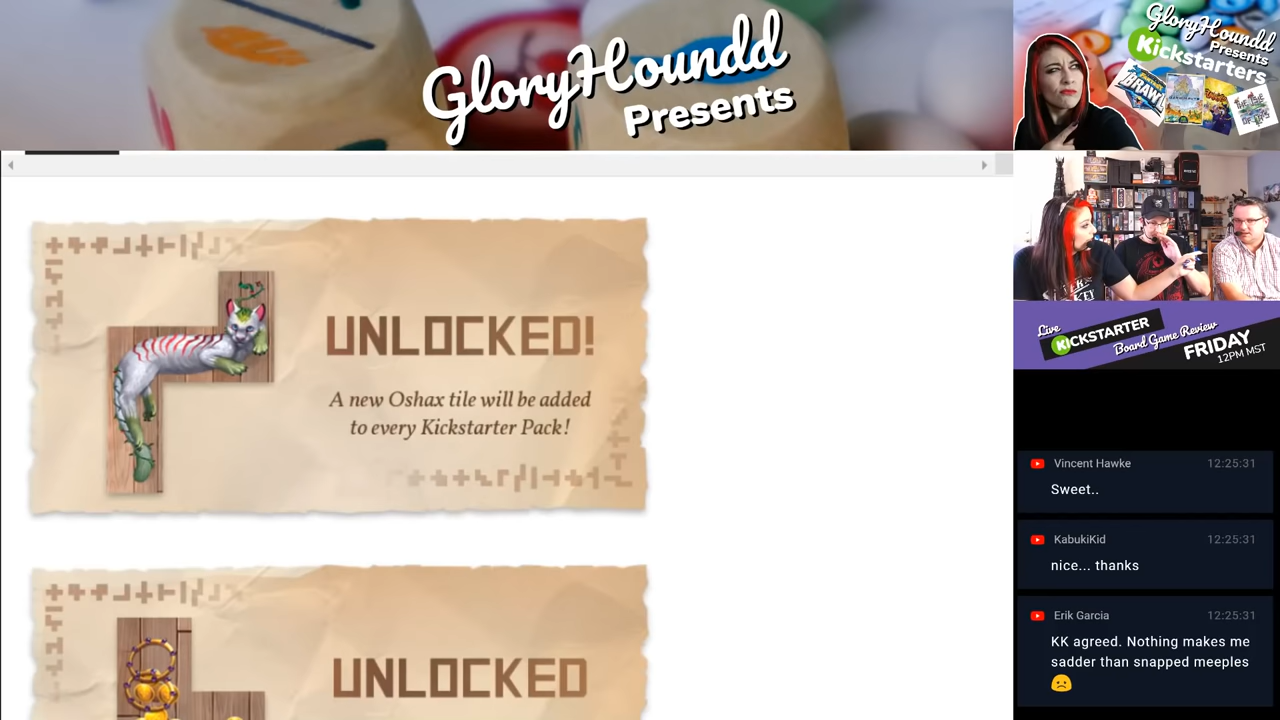 GloryHoundd
Presents
GloryHoundd
Presents
Kickstarters
BRAWL
UNLOCKED!
A new Oshax tile will be added
to every Kickstarter Pack!
Live
KICKSTARTER
Board Game Review
FRIDAY
12PM MST
Vincent Hawke 12:25:31
Sweet..
KabukiKid 12:25:31
nice... thanks
Erik Garcia 12:25:31
KK agreed. Nothing makes me
sadder than snapped meeples
☹️
UNLOCKED